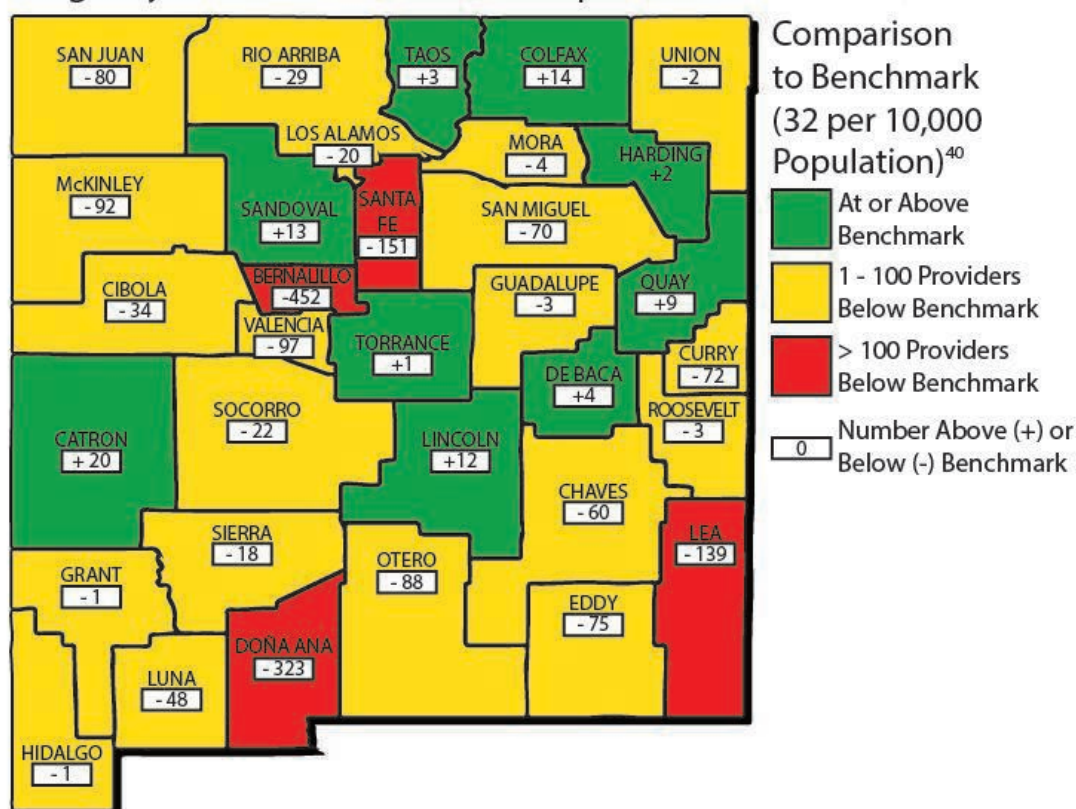 SAN JUAN
- 80
RIO ARRIBA
- 29
TAOS
+3
COLFAX
+14
UNION
-2
LOS ALAMOS
- 20
MORA
- 4
HARDING
+2
McKINLEY
- 92
SANDOVAL
+13
SANTA
FE
- 151
SAN MIGUEL
- 70
BERNALILLO
-452
CIBOLA
- 34
VALENCIA
- 97
GUADALUPE
-3
QUAY
+9
TORRANCE
+1
CURRY
- 72
DE BACA
+4
ROOSEVELT
- 3
SOCORRO
- 22
CATRON
+ 20
LINCOLN
+12
CHAVES
- 60
SIERRA
- 18
OTERO
- 88
LEA
- 139
GRANT
- 1
EDDY
- 75
DOÑA ANA
- 323
LUNA
- 48
HIDALGO
- 1
Comparison
to Benchmark
(32 per 10,000
Population)⁴⁰
At or Above
Benchmark
1 - 100 Providers
Below Benchmark
> 100 Providers
Below Benchmark
0
Number Above (+) or
Below (-) Benchmark